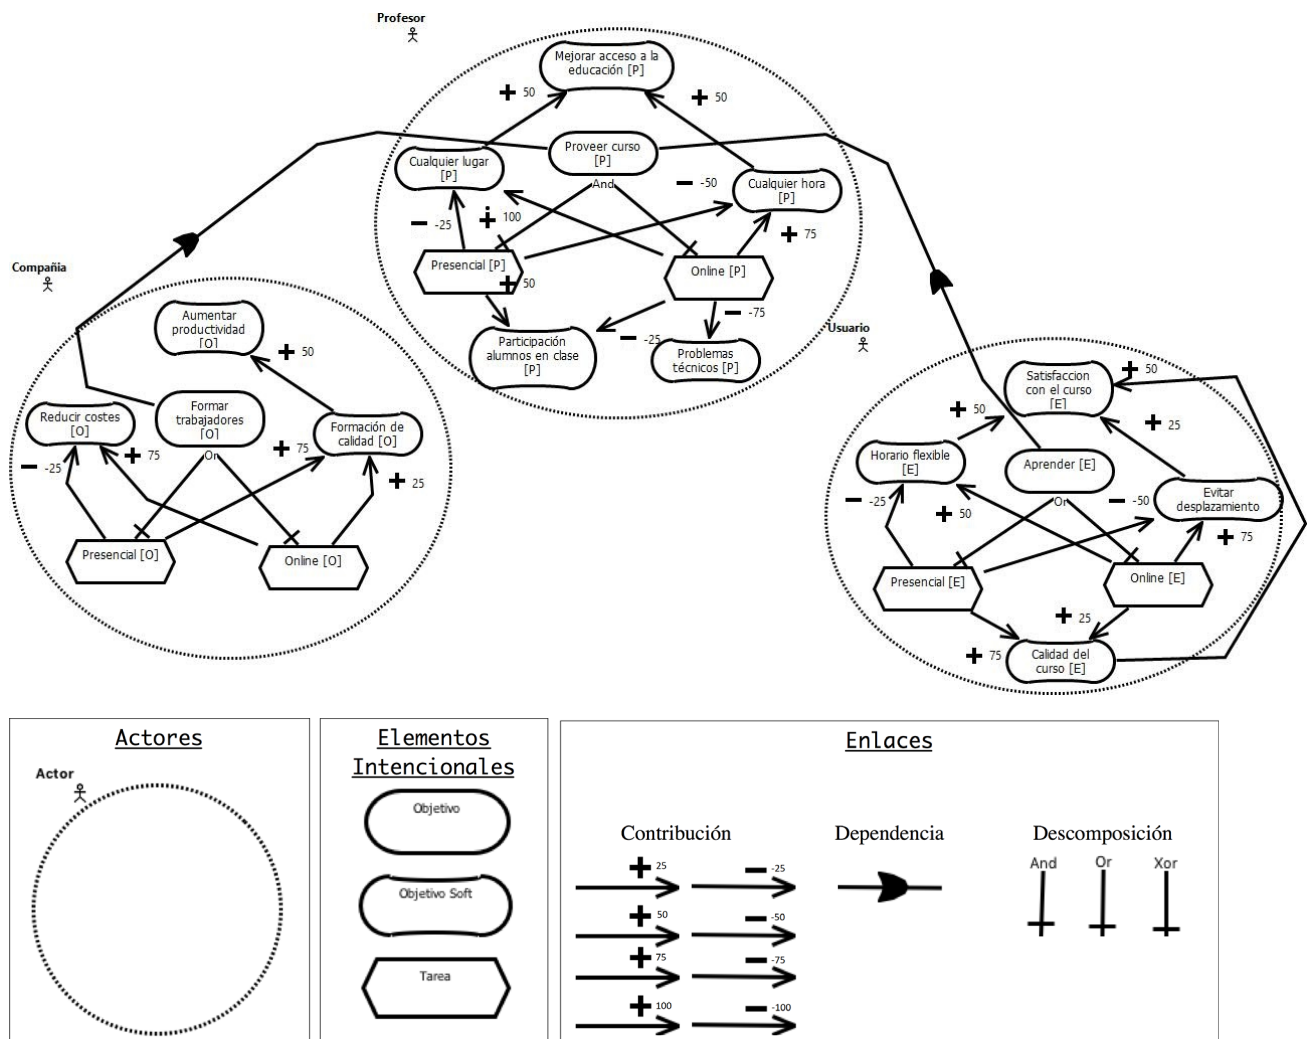 Profesor
Mejorar acceso a la
educación [P]
50
50
Proveer curso
[P]
And
Cualquier lugar
[P]
-50
Cualquier hora
[P]
-25
100
75
Presencial [P]
50
Online [P]
-75
-25
Participación
alumnos en clase
[P]
Problemas
técnicos [P]
Compañia
Aumentar
productividad
[O]
50
Reducir costes
[O]
Formar
trabajadores
[O]
Or
Formación de
calidad [O]
-25
75
75
25
Presencial [O]
Online [O]
Usuario
Satisfaccion
con el curso
[E]
50
50
25
Horario flexible
[E]
Aprender [E]
Or
Evitar
desplazamiento
-25
50
-50
75
Presencial [E]
Online [E]
25
75
Calidad del
curso [E]
Actores
Actor
Elementos
Intencionales
Objetivo
Objetivo Soft
Tarea
Enlaces
Contribución
Dependencia
Descomposición
25
-25
50
-50
75
-75
100
-100
And
Or
Xor